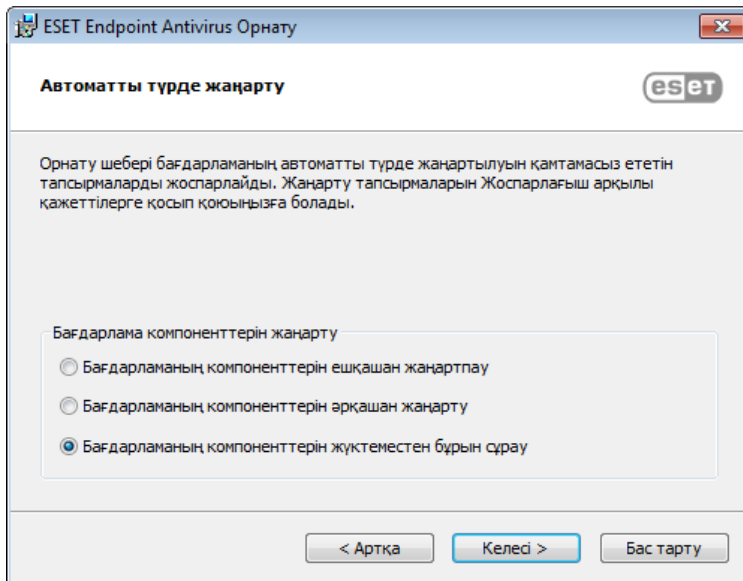 ESET Endpoint Antivirus Орнату
Автоматты түрде жаңарту
eset
Орнату шебері бағдарламаның автоматты түрде жаңартылуын қамтамасыз ететін
тапсырмаларды жоспарлайды. Жаңарту тапсырмаларын Жоспарлағыш арқылы
қажеттілерге қосып қоюыңызға болады.
Бағдарлама компоненттерін жаңарту
Бағдарламаның компоненттерін ешқашан жаңартпау
Бағдарламаның компоненттерін әрқашан жаңарту
Бағдарламаның компоненттерін жүктеместен бұрын сұрау
< Артқа
Келесі >
Бас тарту